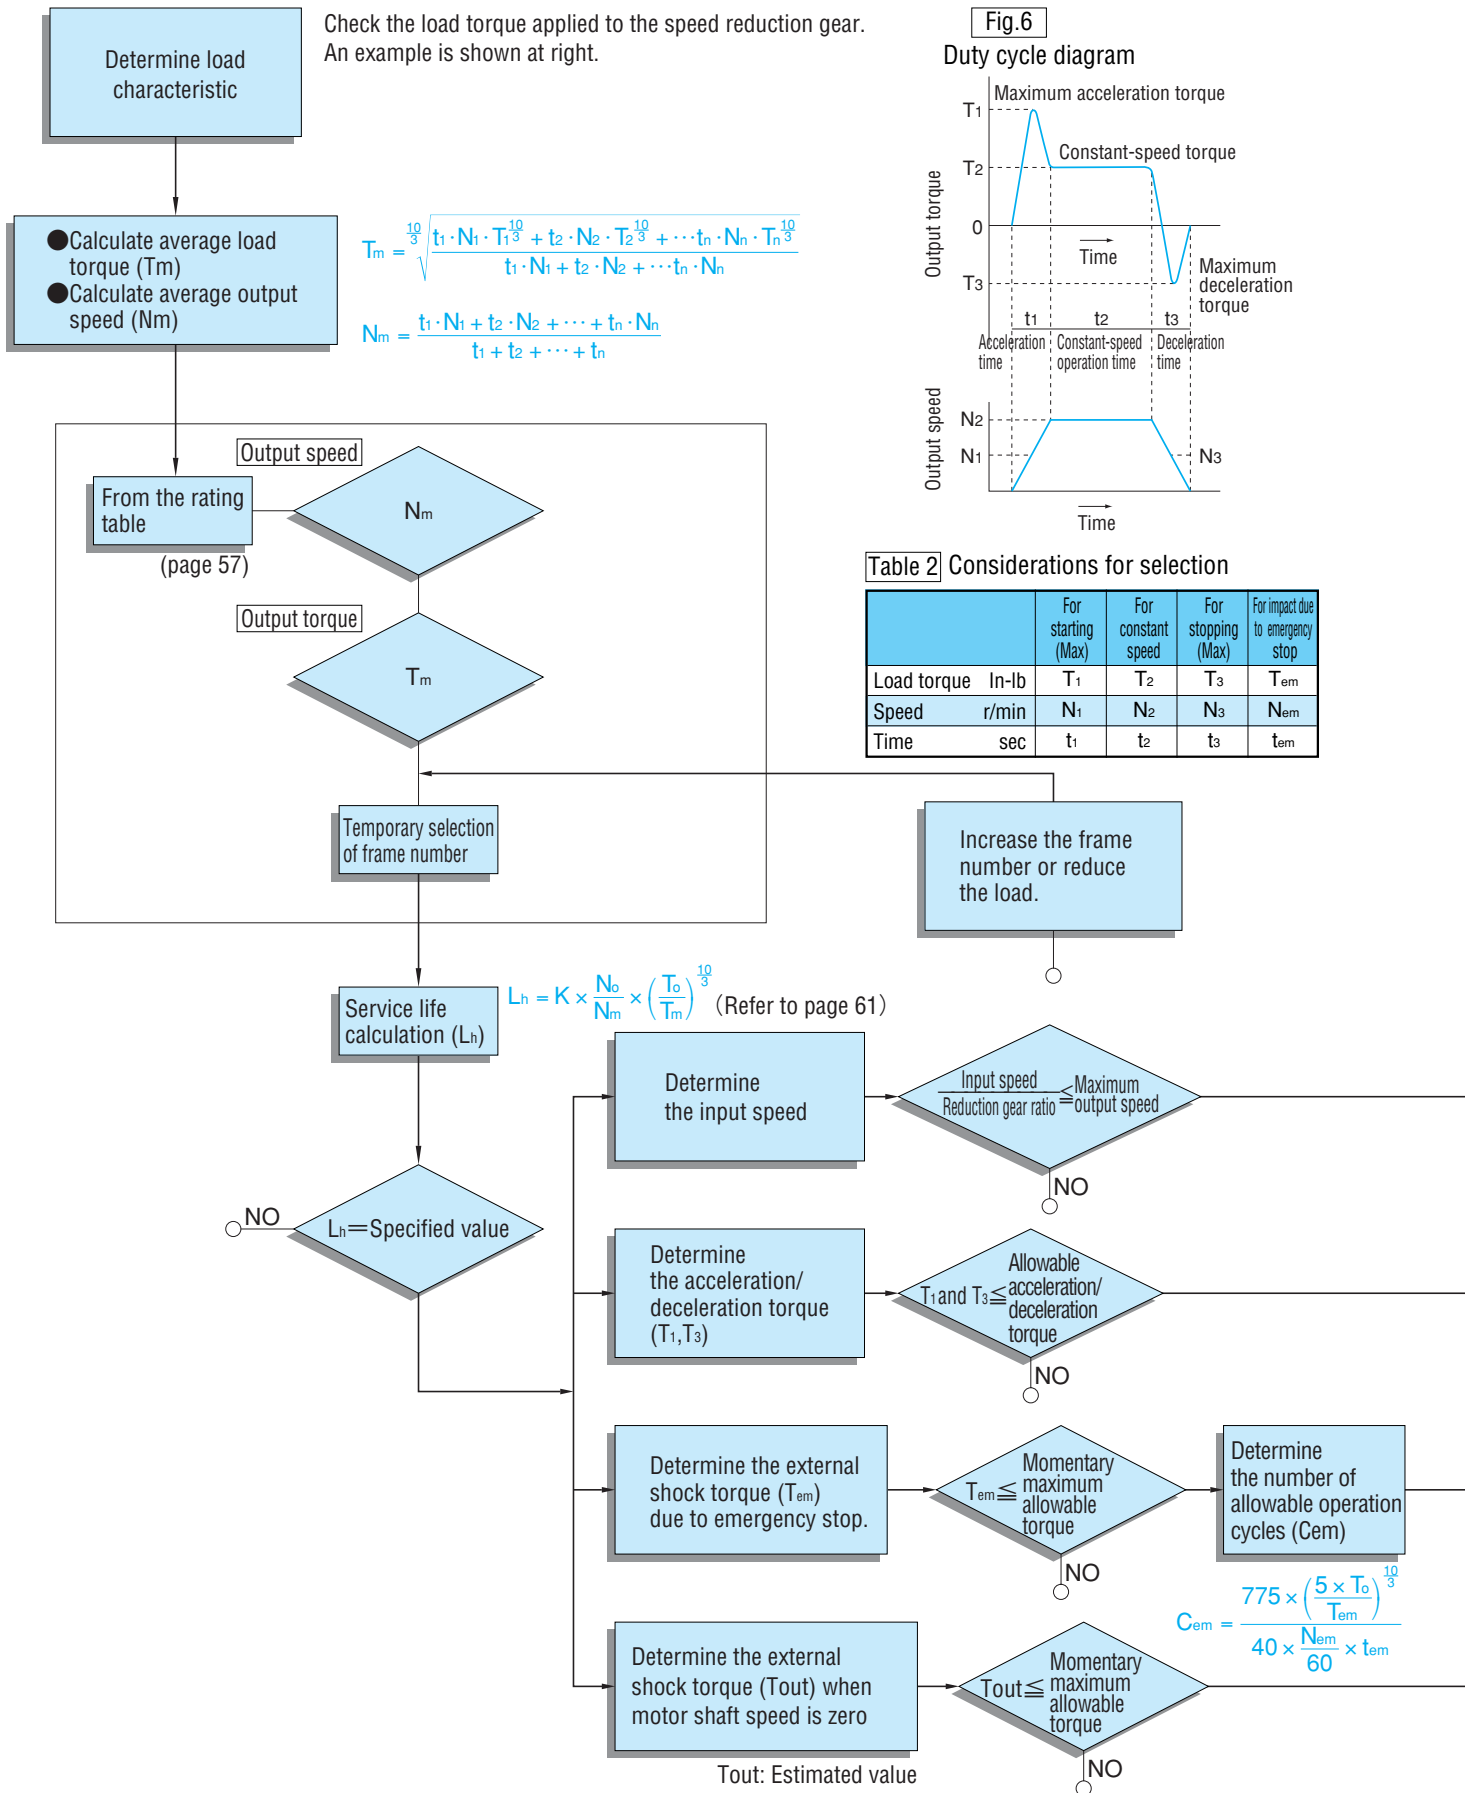 Determine load
characteristic
Check the load torque applied to the speed reduction gear.
An example is shown at right.
●Calculate average load
torque (Tm)
●Calculate average output
speed (Nm)
Tm = 10/3√((t1·N1·T1^10/3 + t2·N2·T2^10/3 + ···tn·Nn·Tn^10/3) / (t1·N1 + t2·N2 + ···tn·Nn))
Nm = (t1·N1 + t2·N2 + ··· + tn·Nn) / (t1 + t2 + ··· + tn)
Fig.6
Duty cycle diagram
Output torque
T1
Maximum acceleration torque
T2
Constant-speed torque
0
Time
T3
Maximum
deceleration
torque
t1 t2 t3
Acceleration
time
Constant-speed
operation time
Deceleration
time
Output speed
N2
N1
N3
Time
Output speed
From the rating
table
(page 57)
Nm
Output torque
Tm
Temporary selection
of frame number
Table 2 Considerations for selection
For
starting
(Max)
For
constant
speed
For
stopping
(Max)
For impact due
to emergency
stop
Load torque In-lb T1 T2 T3 Tem
Speed r/min N1 N2 N3 Nem
Time sec t1 t2 t3 tem
Increase the frame
number or reduce
the load.
Service life
calculation (Lh)
Lh = K × No/Nm × (To/Tm)^10/3 (Refer to page 61)
Lh＝Specified value
NO
Determine
the input speed
Input speed
Reduction gear ratio
≦
Maximum
output speed
NO
Determine
the acceleration/
deceleration torque
(T1,T3)
T1 and T3≦
Allowable
acceleration/
deceleration
torque
NO
Determine the external
shock torque (Tem)
due to emergency stop.
Tem≦
Momentary
maximum
allowable
torque
NO
Determine
the number of
allowable operation
cycles (Cem)
Cem = (775 × (5 × To / Tem)^10/3) / (40 × Nem/60 × tem)
Determine the external
shock torque (Tout) when
motor shaft speed is zero
Tout≦
Momentary
maximum
allowable
torque
NO
Tout: Estimated value